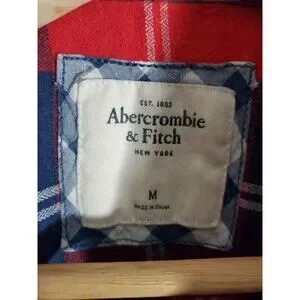 EST. 1892
Abercrombie
& Fitch
NEW YORK
M
MADE IN CHINA